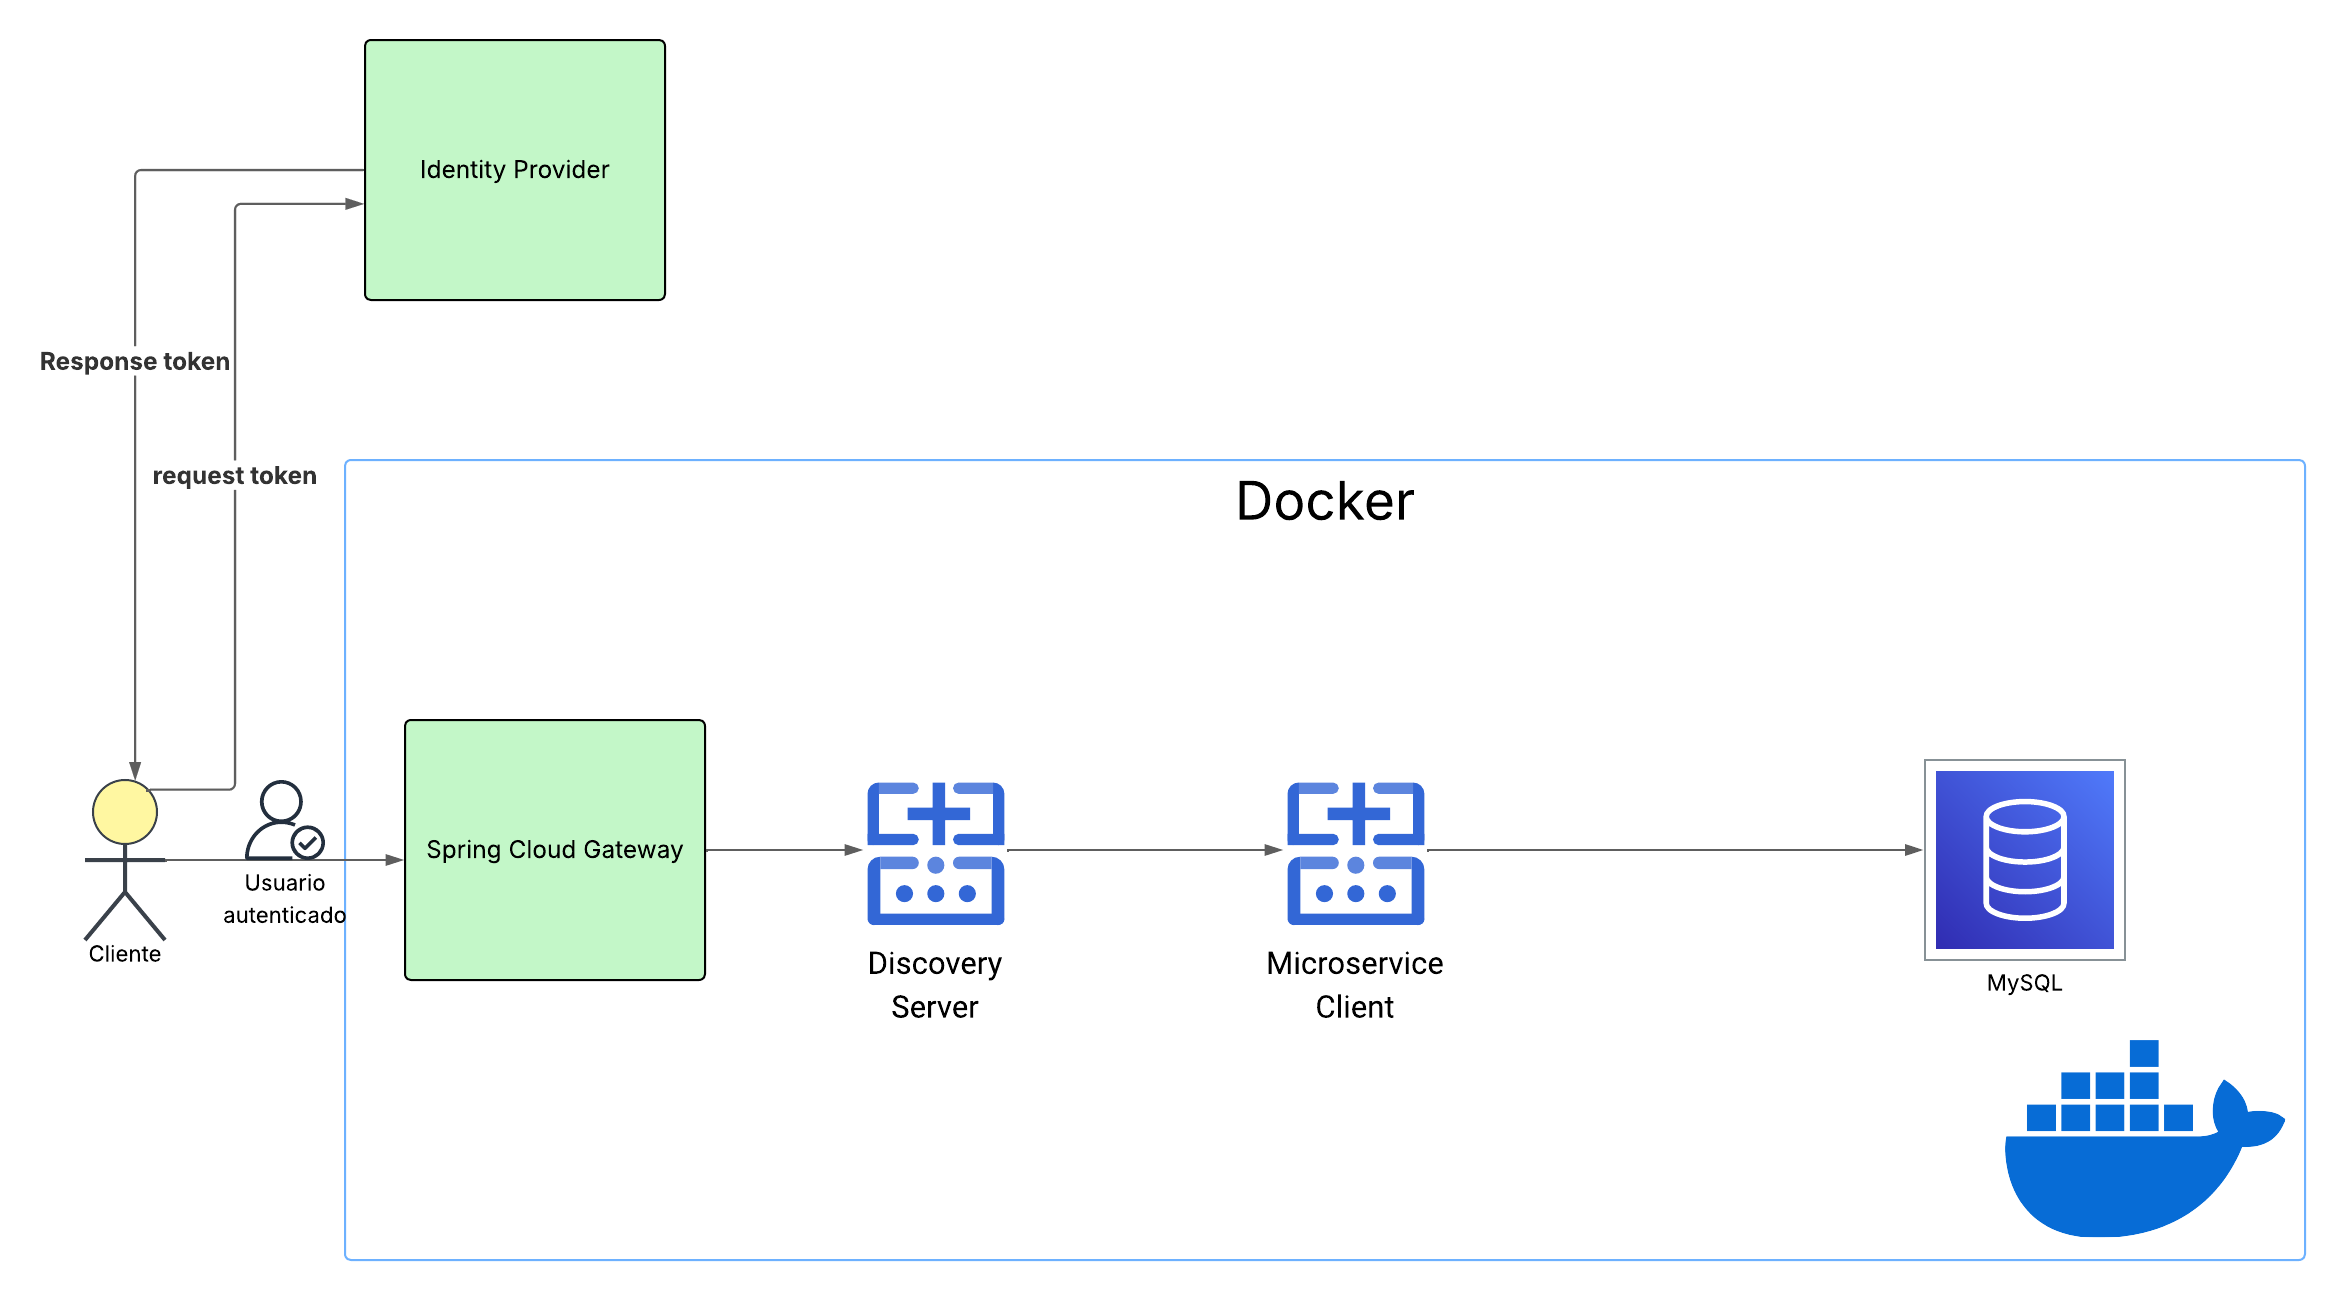 Identity Provider
Response token
request token
Docker
Spring Cloud Gateway
Usuario
autenticado
Cliente
Discovery
Server
Microservice
Client
MySQL